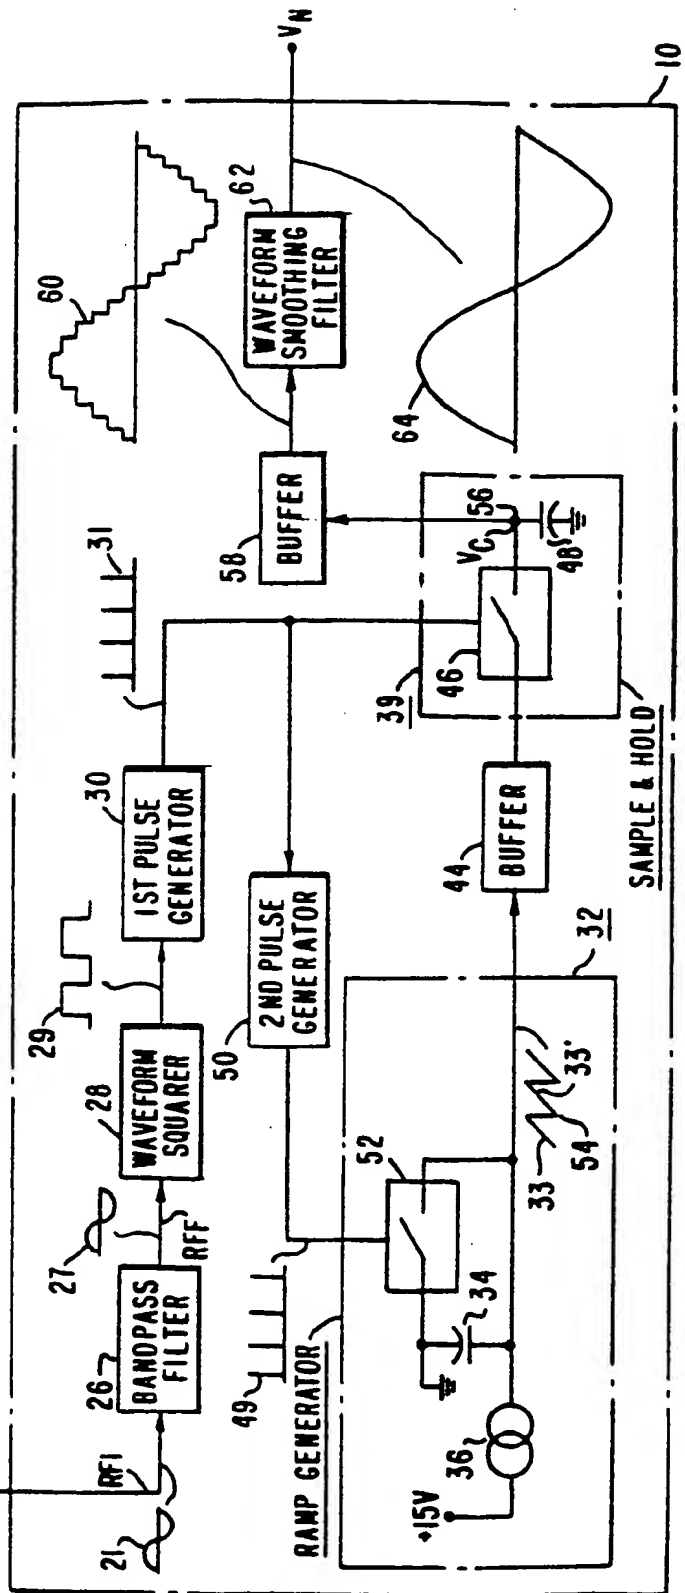 21
RFI
26
BANDPASS
FILTER
27
RFF
28
WAVEFORM
SQUARER
29
30
1ST PULSE
GENERATOR
31
49
50
2ND PULSE
GENERATOR
58
BUFFER
60
62
WAVEFORM
SMOOTHING
FILTER
VN
64
10
RAMP GENERATOR
+15V
36
34
52
33
54
33'
32
44
BUFFER
39
46
VC
56
48
SAMPLE & HOLD